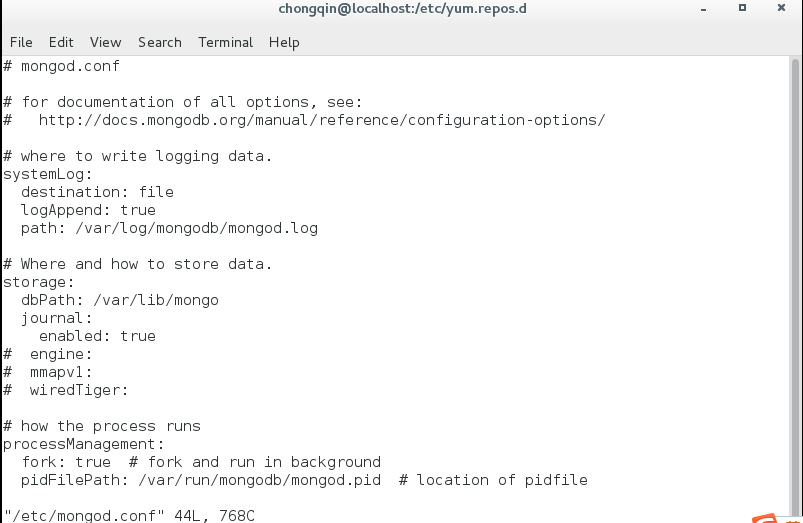 chongqin@localhost:/etc/yum.repos.d
File Edit View Search Terminal Help
# mongod.conf
# for documentation of all options, see:
#   http://docs.mongodb.org/manual/reference/configuration-options/
# where to write logging data.
systemLog:
  destination: file
  logAppend: true
  path: /var/log/mongodb/mongod.log
# Where and how to store data.
storage:
  dbPath: /var/lib/mongo
  journal:
    enabled: true
#  engine:
#  mmapv1:
#  wiredTiger:
# how the process runs
processManagement:
  fork: true  # fork and run in background
  pidFilePath: /var/run/mongodb/mongod.pid  # location of pidfile
"/etc/mongod.conf" 44L, 768C